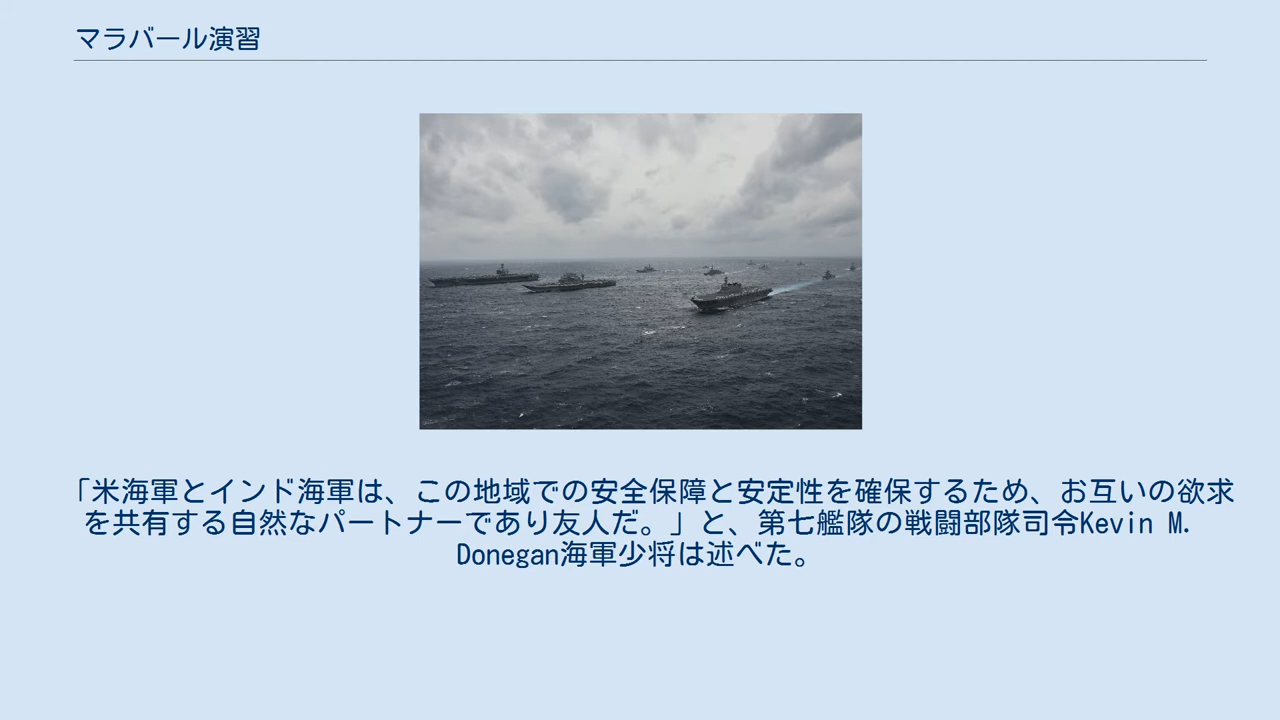 マラバール演習
「米海軍とインド海軍は、この地域での安全保障と安定性を確保するため、お互いの欲求
を共有する自然なパートナーであり友人だ。」と、第七艦隊の戦闘部隊司令Kevin M.
Donegan海軍少将は述べた。